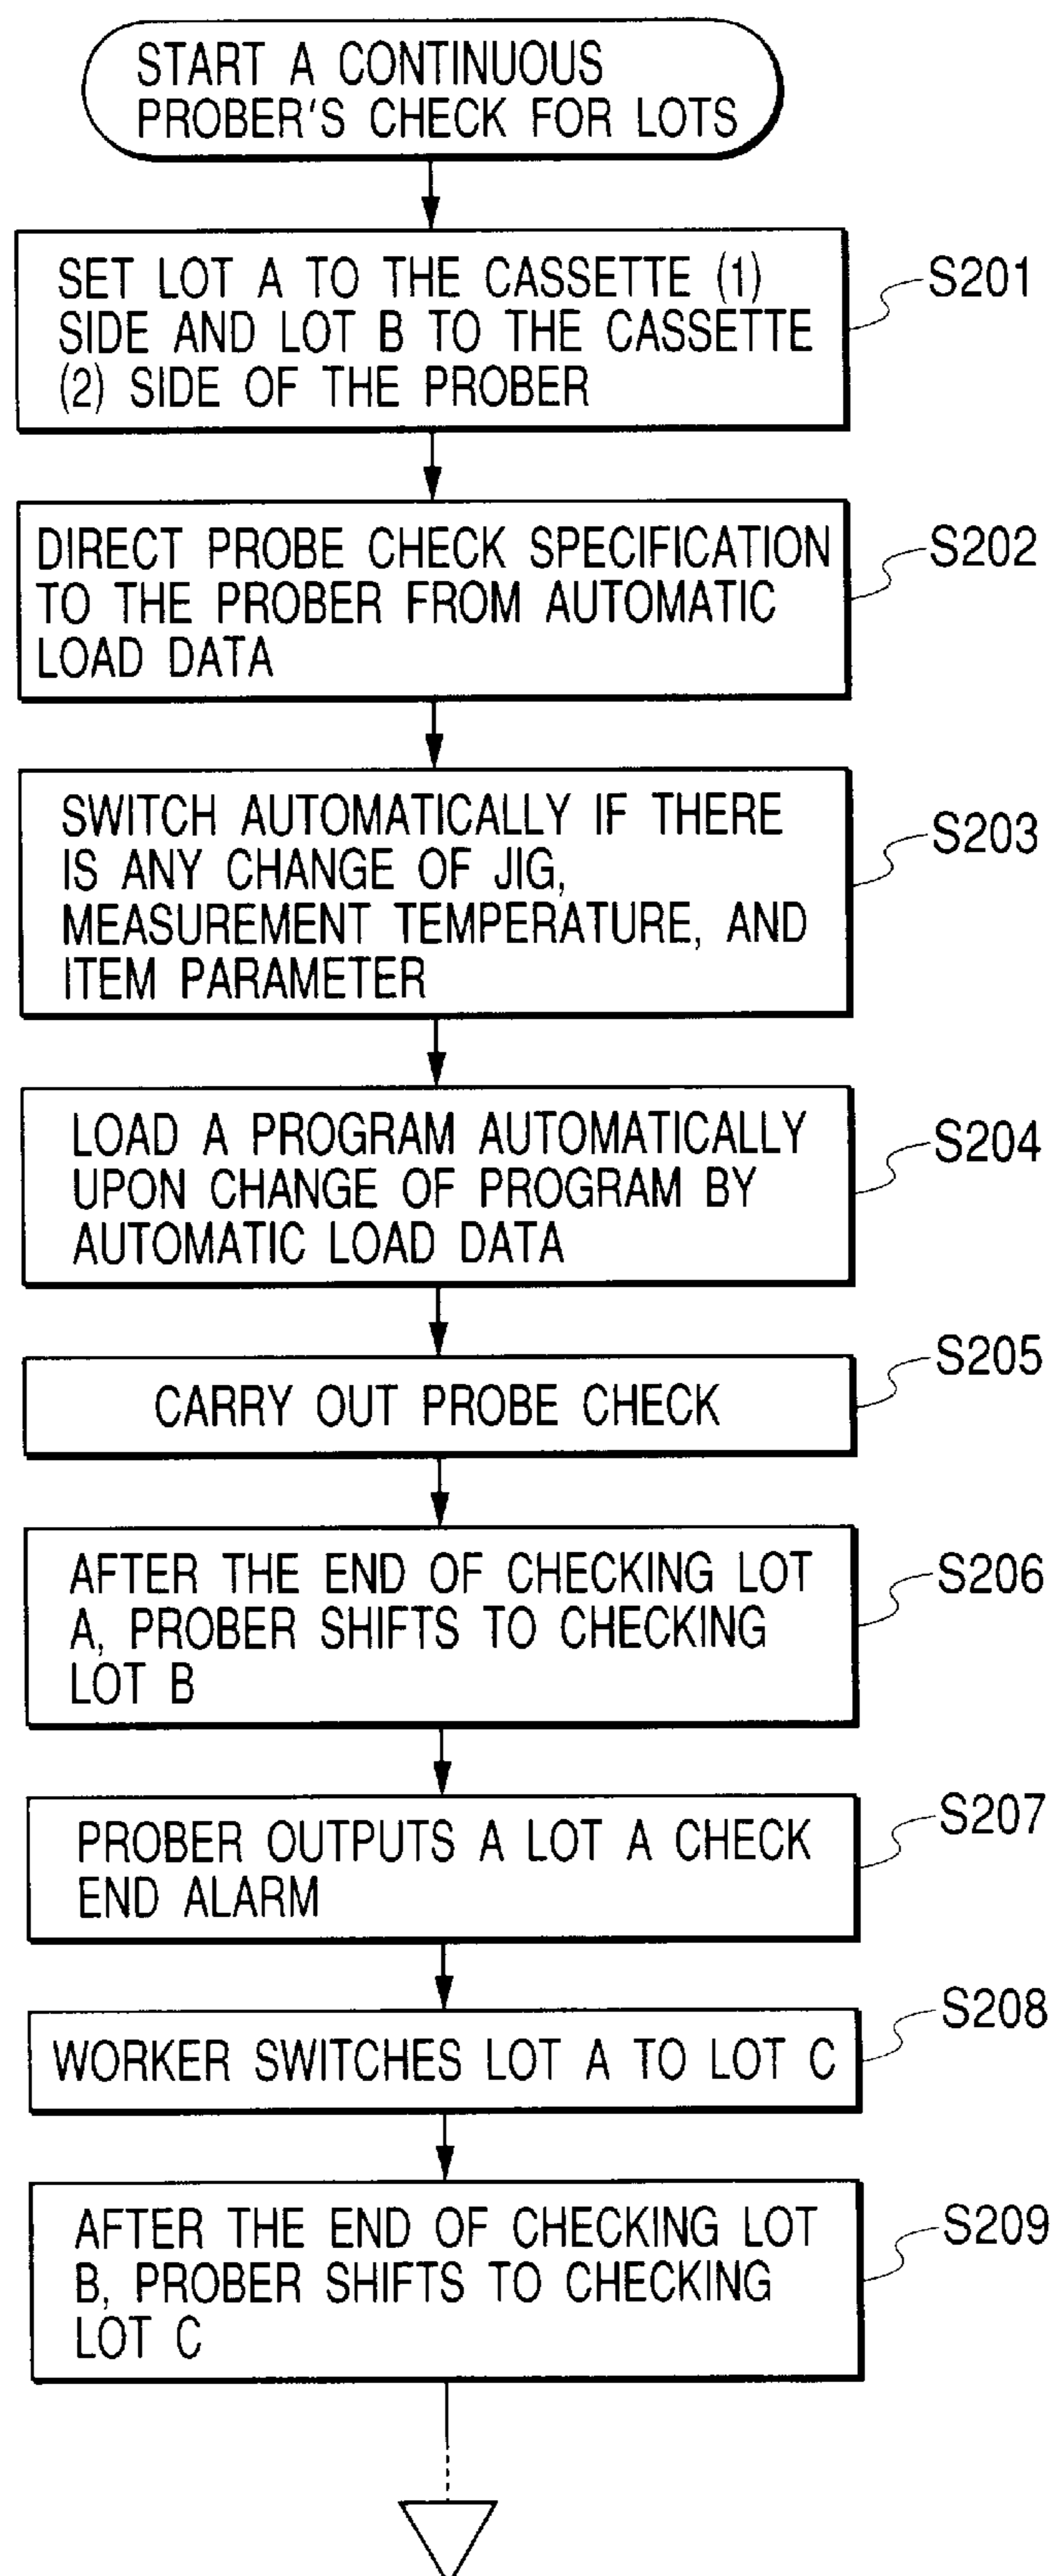 START A CONTINUOUS
PROBER'S CHECK FOR LOTS
SET LOT A TO THE CASSETTE (1)
SIDE AND LOT B TO THE CASSETTE
(2) SIDE OF THE PROBER
S201
DIRECT PROBE CHECK SPECIFICATION
TO THE PROBER FROM AUTOMATIC
LOAD DATA
S202
SWITCH AUTOMATICALLY IF THERE
IS ANY CHANGE OF JIG,
MEASUREMENT TEMPERATURE, AND
ITEM PARAMETER
S203
LOAD A PROGRAM AUTOMATICALLY
UPON CHANGE OF PROGRAM BY
AUTOMATIC LOAD DATA
S204
CARRY OUT PROBE CHECK
S205
AFTER THE END OF CHECKING LOT
A, PROBER SHIFTS TO CHECKING
LOT B
S206
PROBER OUTPUTS A LOT A CHECK
END ALARM
S207
WORKER SWITCHES LOT A TO LOT C
S208
AFTER THE END OF CHECKING LOT
B, PROBER SHIFTS TO CHECKING
LOT C
S209